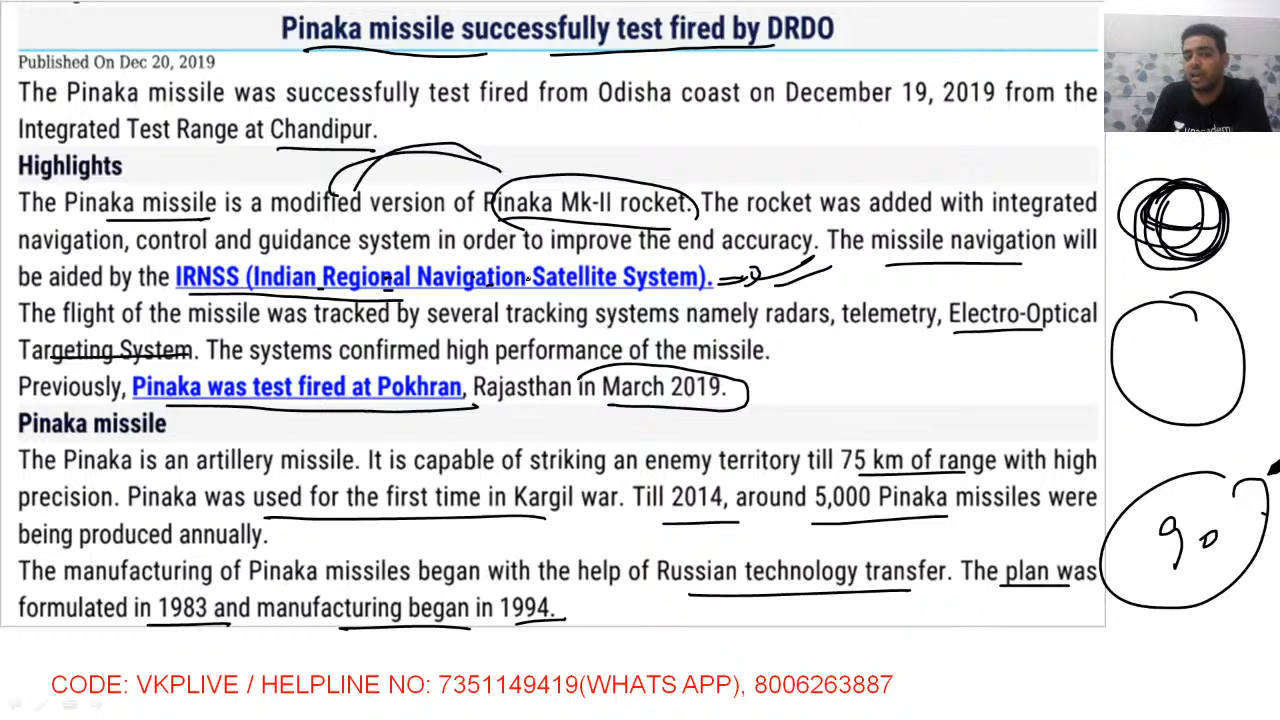 Pinaka missile successfully test fired by DRDO
Published On Dec 20, 2019
The Pinaka missile was successfully test fired from Odisha coast on December 19, 2019 from the
Integrated Test Range at Chandipur.
Highlights
The Pinaka missile is a modified version of Pinaka Mk-II rocket. The rocket was added with integrated
navigation, control and guidance system in order to improve the end accuracy. The missile navigation will
be aided by the IRNSS (Indian Regional Navigation Satellite System).
The flight of the missile was tracked by several tracking systems namely radars, telemetry, Electro-Optical
Targeting System. The systems confirmed high performance of the missile.
Previously, Pinaka was test fired at Pokhran, Rajasthan in March 2019.
Pinaka missile
The Pinaka is an artillery missile. It is capable of striking an enemy territory till 75 km of range with high
precision. Pinaka was used for the first time in Kargil war. Till 2014, around 5,000 Pinaka missiles were
being produced annually.
The manufacturing of Pinaka missiles began with the help of Russian technology transfer. The plan was
formulated in 1983 and manufacturing began in 1994.
90
CODE: VKPLIVE / HELPLINE NO: 7351149419(WHATS APP), 8006263887